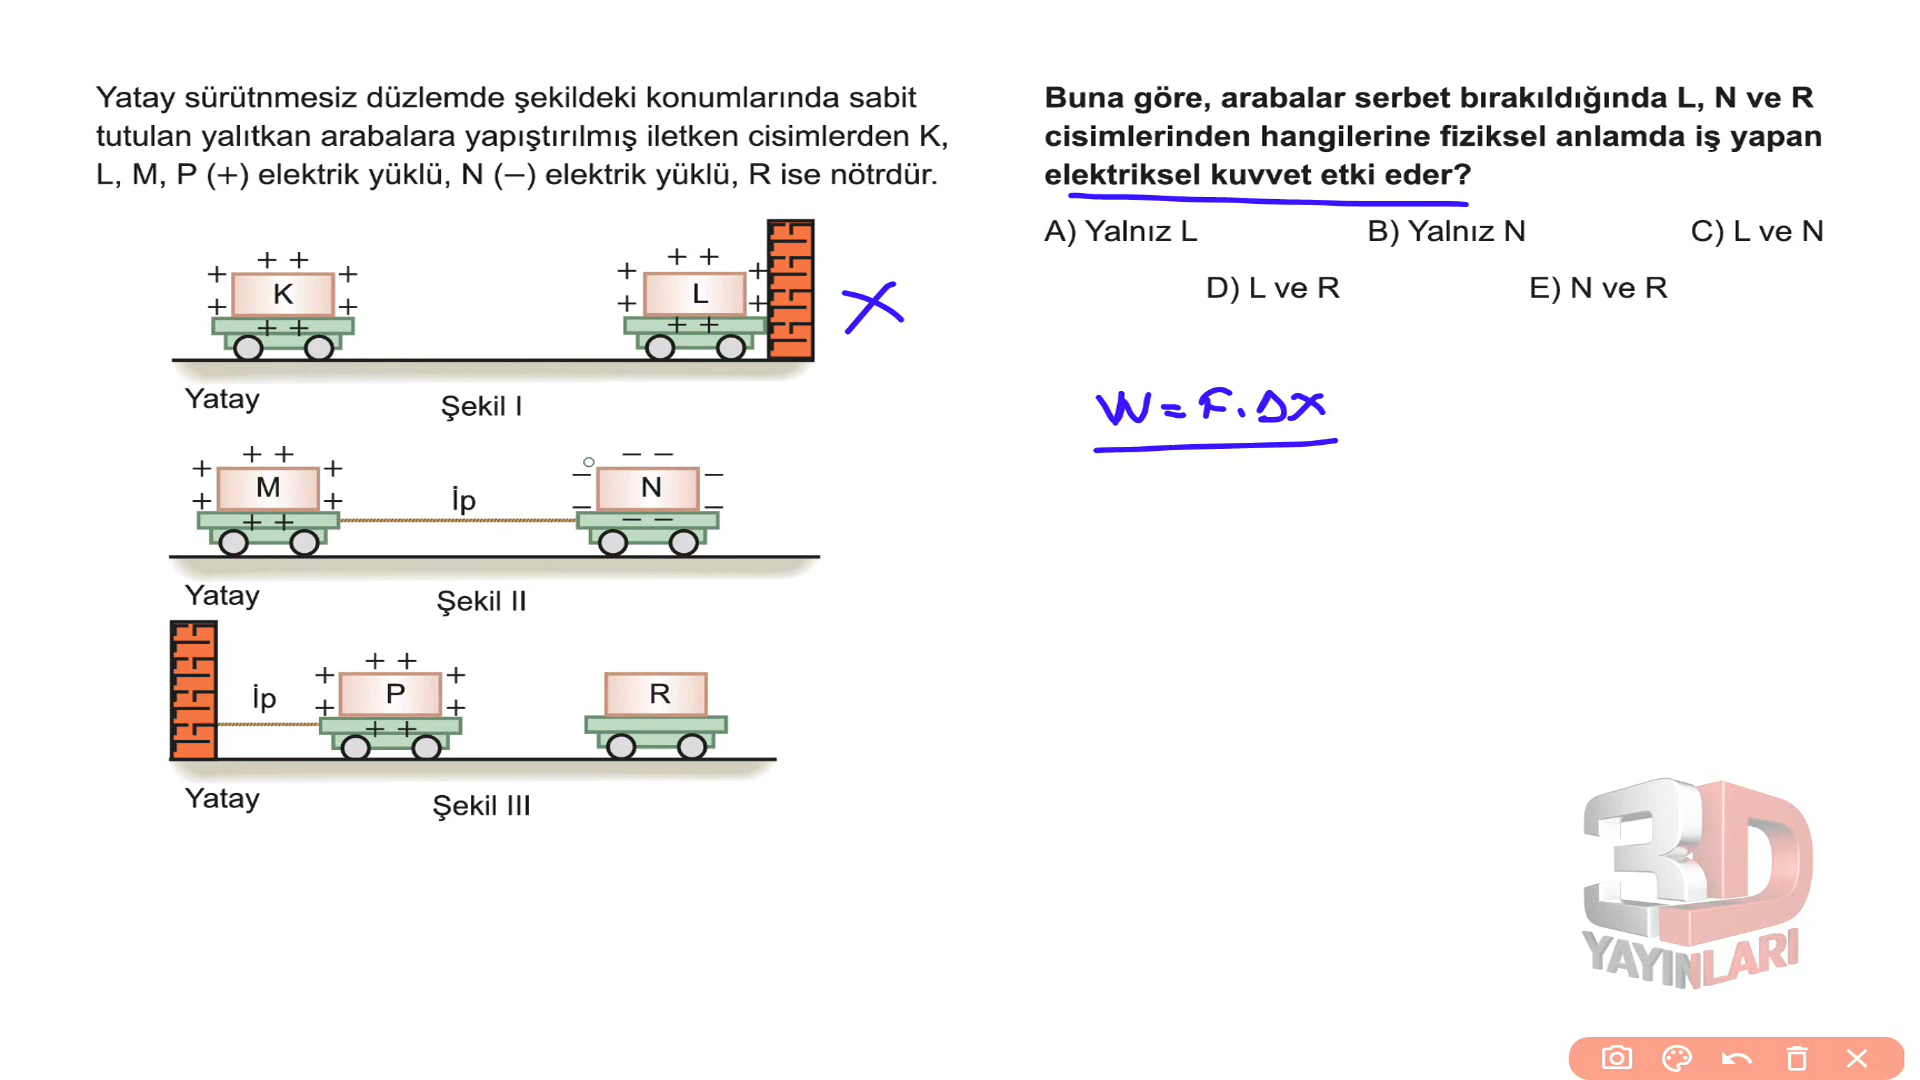 Yatay sürütnmesiz düzlemde şekildeki konumlarında sabit
tutulan yalıtkan arabalara yapıştırılmış iletken cisimlerden K,
L, M, P (+) elektrik yüklü, N (−) elektrik yüklü, R ise nötrdür.
+ + + +
+ K +
+ + + +
+ + + +
+ L +
+ + + +
Yatay
Şekil I
+ + + +
+ M +
+ + + +
İp
− − − −
− N −
− −
Yatay
Şekil II
İp
+ + + +
+ P +
+ +
R
Yatay
Şekil III
Buna göre, arabalar serbet bırakıldığında L, N ve R
cisimlerinden hangilerine fiziksel anlamda iş yapan
elektriksel kuvvet etki eder?
A) Yalnız L B) Yalnız N C) L ve N
D) L ve R E) N ve R
W = F . Δx
3D
YAYINLARI